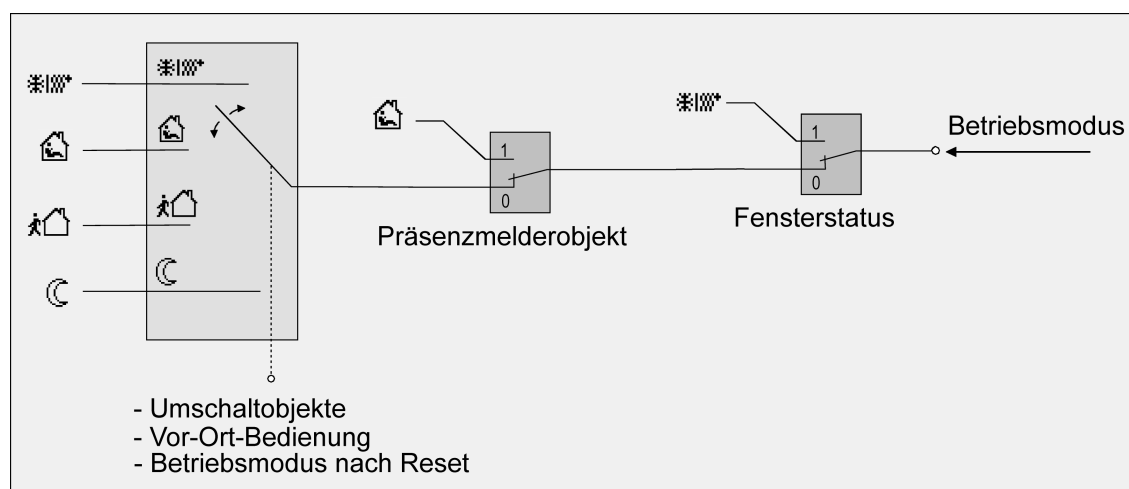 1
0
Präsenzmelderobjekt
1
0
Fensterstatus
Betriebsmodus
- Umschaltobjekte
- Vor-Ort-Bedienung
- Betriebsmodus nach Reset